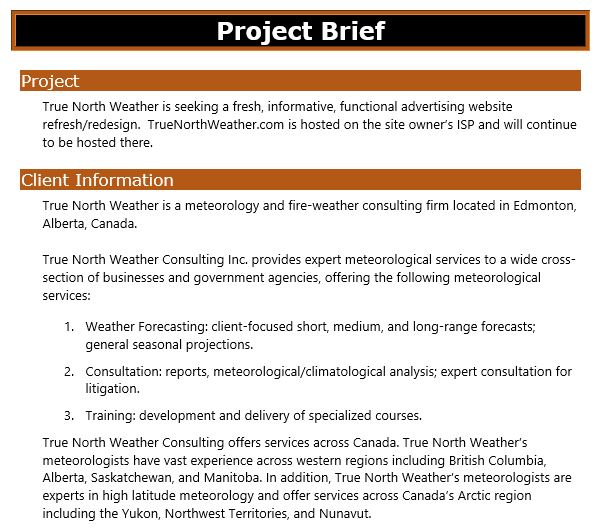 Project Brief
Project
True North Weather is seeking a fresh, informative, functional advertising website
refresh/redesign.  TrueNorthWeather.com is hosted on the site owner's ISP and will continue
to be hosted there.
Client Information
True North Weather is a meteorology and fire-weather consulting firm located in Edmonton,
Alberta, Canada.
True North Weather Consulting Inc. provides expert meteorological services to a wide cross-
section of businesses and government agencies, offering the following meteorological
services:
1. Weather Forecasting: client-focused short, medium, and long-range forecasts;
general seasonal projections.
2. Consultation: reports, meteorological/climatological analysis; expert consultation for
litigation.
3. Training: development and delivery of specialized courses.
True North Weather Consulting offers services across Canada. True North Weather's
meteorologists have vast experience across western regions including British Columbia,
Alberta, Saskatchewan, and Manitoba. In addition, True North Weather's meteorologists are
experts in high latitude meteorology and offer services across Canada's Arctic region
including the Yukon, Northwest Territories, and Nunavut.